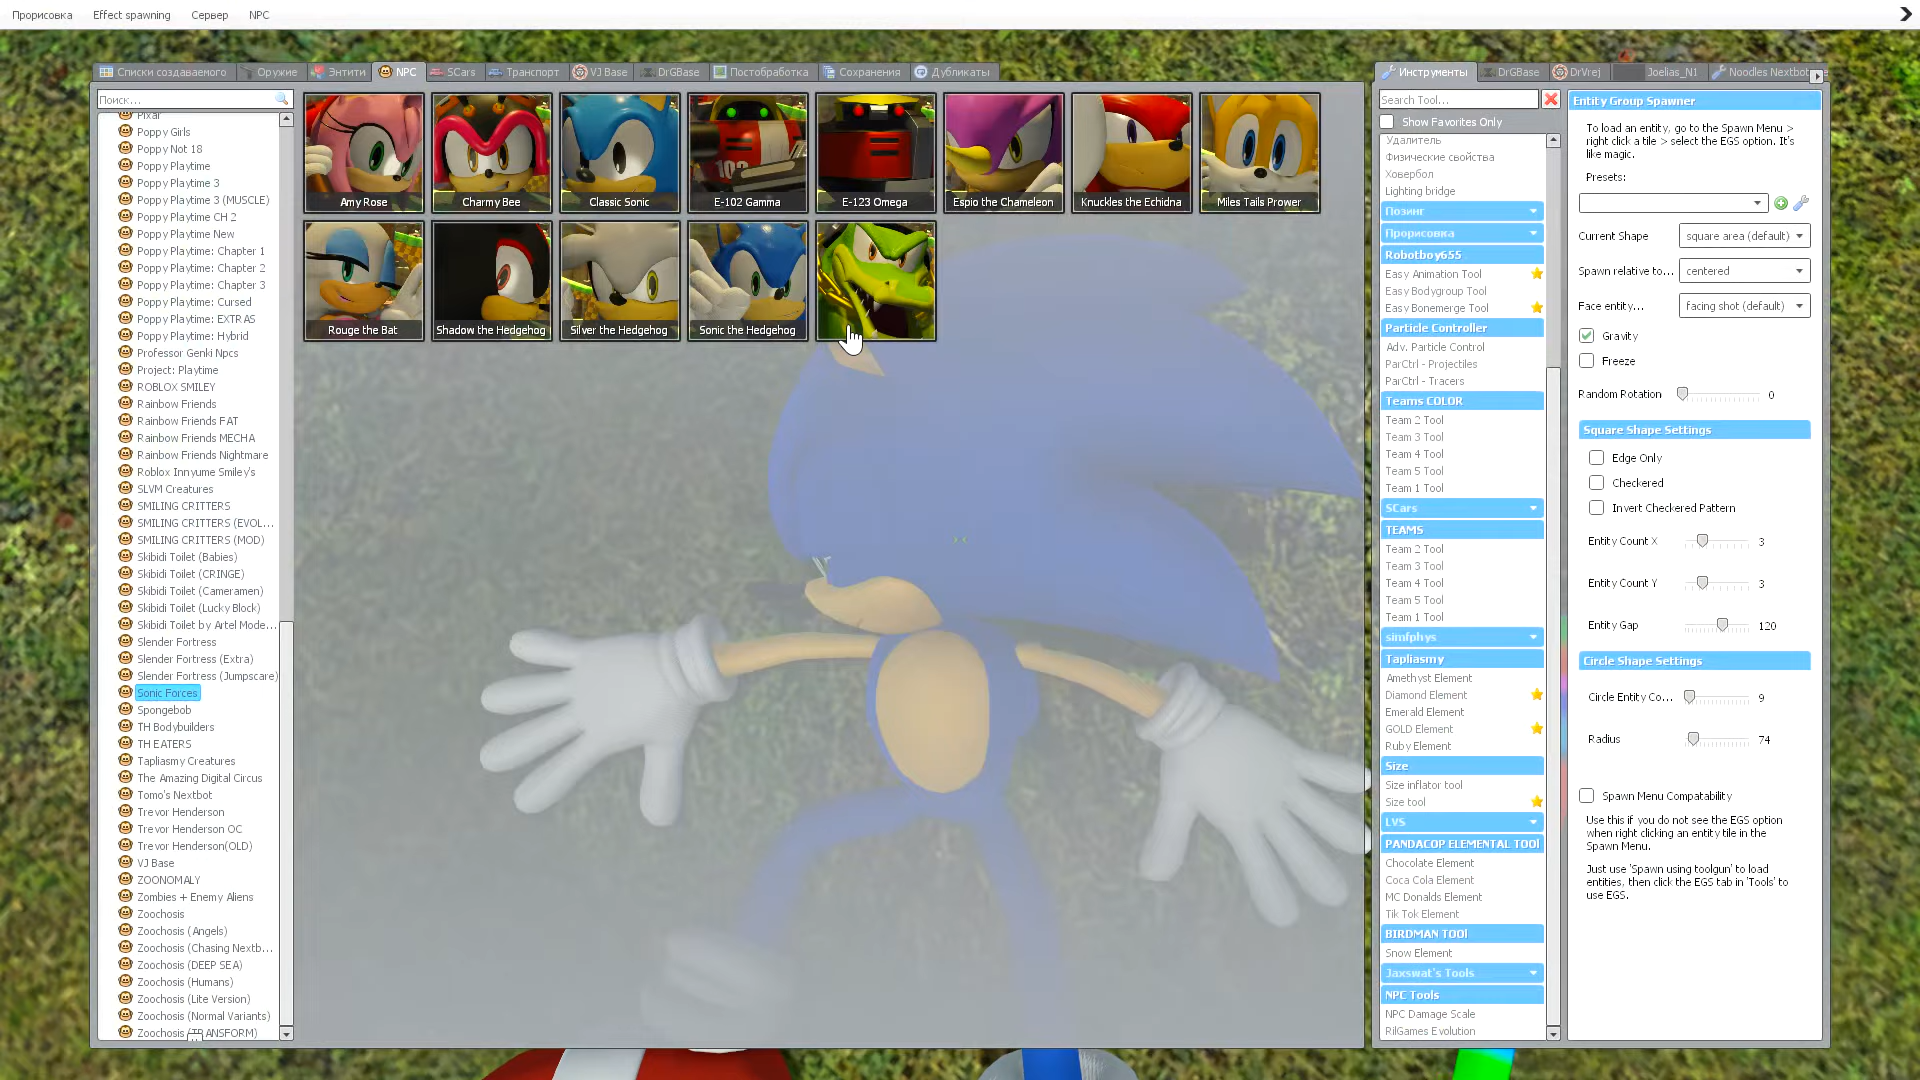 Прорисовка Effect spawning Сервер NPC
Списки создаваемого Оружие Энтити NPC SCars Транспорт VJ Base DrGBase Постобработка Сохранения Дубликаты
Поиск...
Pixar
Poppy Girls
Poppy Not 18
Poppy Playtime
Poppy Playtime 3
Poppy Playtime 3 (MUSCLE)
Poppy Playtime CH 2
Poppy Playtime New
Poppy Playtime: Chapter 1
Poppy Playtime: Chapter 2
Poppy Playtime: Chapter 3
Poppy Playtime: Cursed
Poppy Playtime: EXTRAS
Poppy Playtime: Hybrid
Professor Genki Npcs
Project: Playtime
ROBLOX SMILEY
Rainbow Friends
Rainbow Friends FAT
Rainbow Friends MECHA
Rainbow Friends Nightmare
Roblox Innyume Smiley's
SLVM Creatures
SMILING CRITTERS
SMILING CRITTERS (EVOL...
SMILING CRITTERS (MOD)
Skibidi Toilet (Babies)
Skibidi Toilet (CRINGE)
Skibidi Toilet (Cameramen)
Skibidi Toilet (Lucky Block)
Skibidi Toilet by Artel Mode...
Slender Fortress
Slender Fortress (Extra)
Slender Fortress (Jumpscare)
Sonic Forces
Spongebob
TH Bodybuilders
TH EATERS
Tapliasmy Creatures
The Amazing Digital Circus
Tomo's Nextbot
Trevor Henderson
Trevor Henderson OC
Trevor Henderson(OLD)
VJ Base
ZOONOMALY
Zombies + Enemy Aliens
Zoochosis
Zoochosis (Angels)
Zoochosis (Chasing Nextb...
Zoochosis (DEEP SEA)
Zoochosis (Humans)
Zoochosis (Lite Version)
Zoochosis (Normal Variants)
Zoochosis (TRANSFORM)
Amy Rose
Charmy Bee
Classic Sonic
102
E-102 Gamma
E-123 Omega
Espio the Chameleon
Knuckles the Echidna
Miles Tails Prower
Rouge the Bat
Shadow the Hedgehog
Silver the Hedgehog
Sonic the Hedgehog
Инструменты DrGBase DrVrej Joelias_N1 Noodles Nextbot
Search Tool...
Show Favorites Only
Удалитель
Физические свойства
Ховербол
Lighting bridge
Позинг
Прорисовка
Robotboy655
Easy Animation Tool
Easy Bodygroup Tool
Easy Bonemerge Tool
Particle Controller
Adv. Particle Control
ParCtrl - Projectiles
ParCtrl - Tracers
Teams COLOR
Team 2 Tool
Team 3 Tool
Team 4 Tool
Team 5 Tool
Team 1 Tool
SCars
TEAMS
Team 2 Tool
Team 3 Tool
Team 4 Tool
Team 5 Tool
Team 1 Tool
simfphys
Tapliasmy
Amethyst Element
Diamond Element
Emerald Element
GOLD Element
Ruby Element
Size
Size inflator tool
Size tool
LVS
PANDACOP ELEMENTAL TOOl
Chocolate Element
Coca Cola Element
MC Donalds Element
Tik Tok Element
BIRDMAN TOOl
Snow Element
Jaxswat's Tools
NPC Tools
NPC Damage Scale
RilGames Evolution
Entity Group Spawner
To load an entity, go to the Spawn Menu >
right click a tile > select the EGS option. It's
like magic.
Presets:
Current Shape square area (default)
Spawn relative to... centered
Face entity... facing shot (default)
Gravity
Freeze
Random Rotation 0
Square Shape Settings
Edge Only
Checkered
Invert Checkered Pattern
Entity Count X 3
Entity Count Y 3
Entity Gap 120
Circle Shape Settings
Circle Entity Co... 9
Radius 74
Spawn Menu Compatability
Use this if you do not see the EGS option
when right clicking an entity tile in the
Spawn Menu.
Just use 'Spawn using toolgun' to load
entities, then click the EGS tab in 'Tools' to
use EGS.